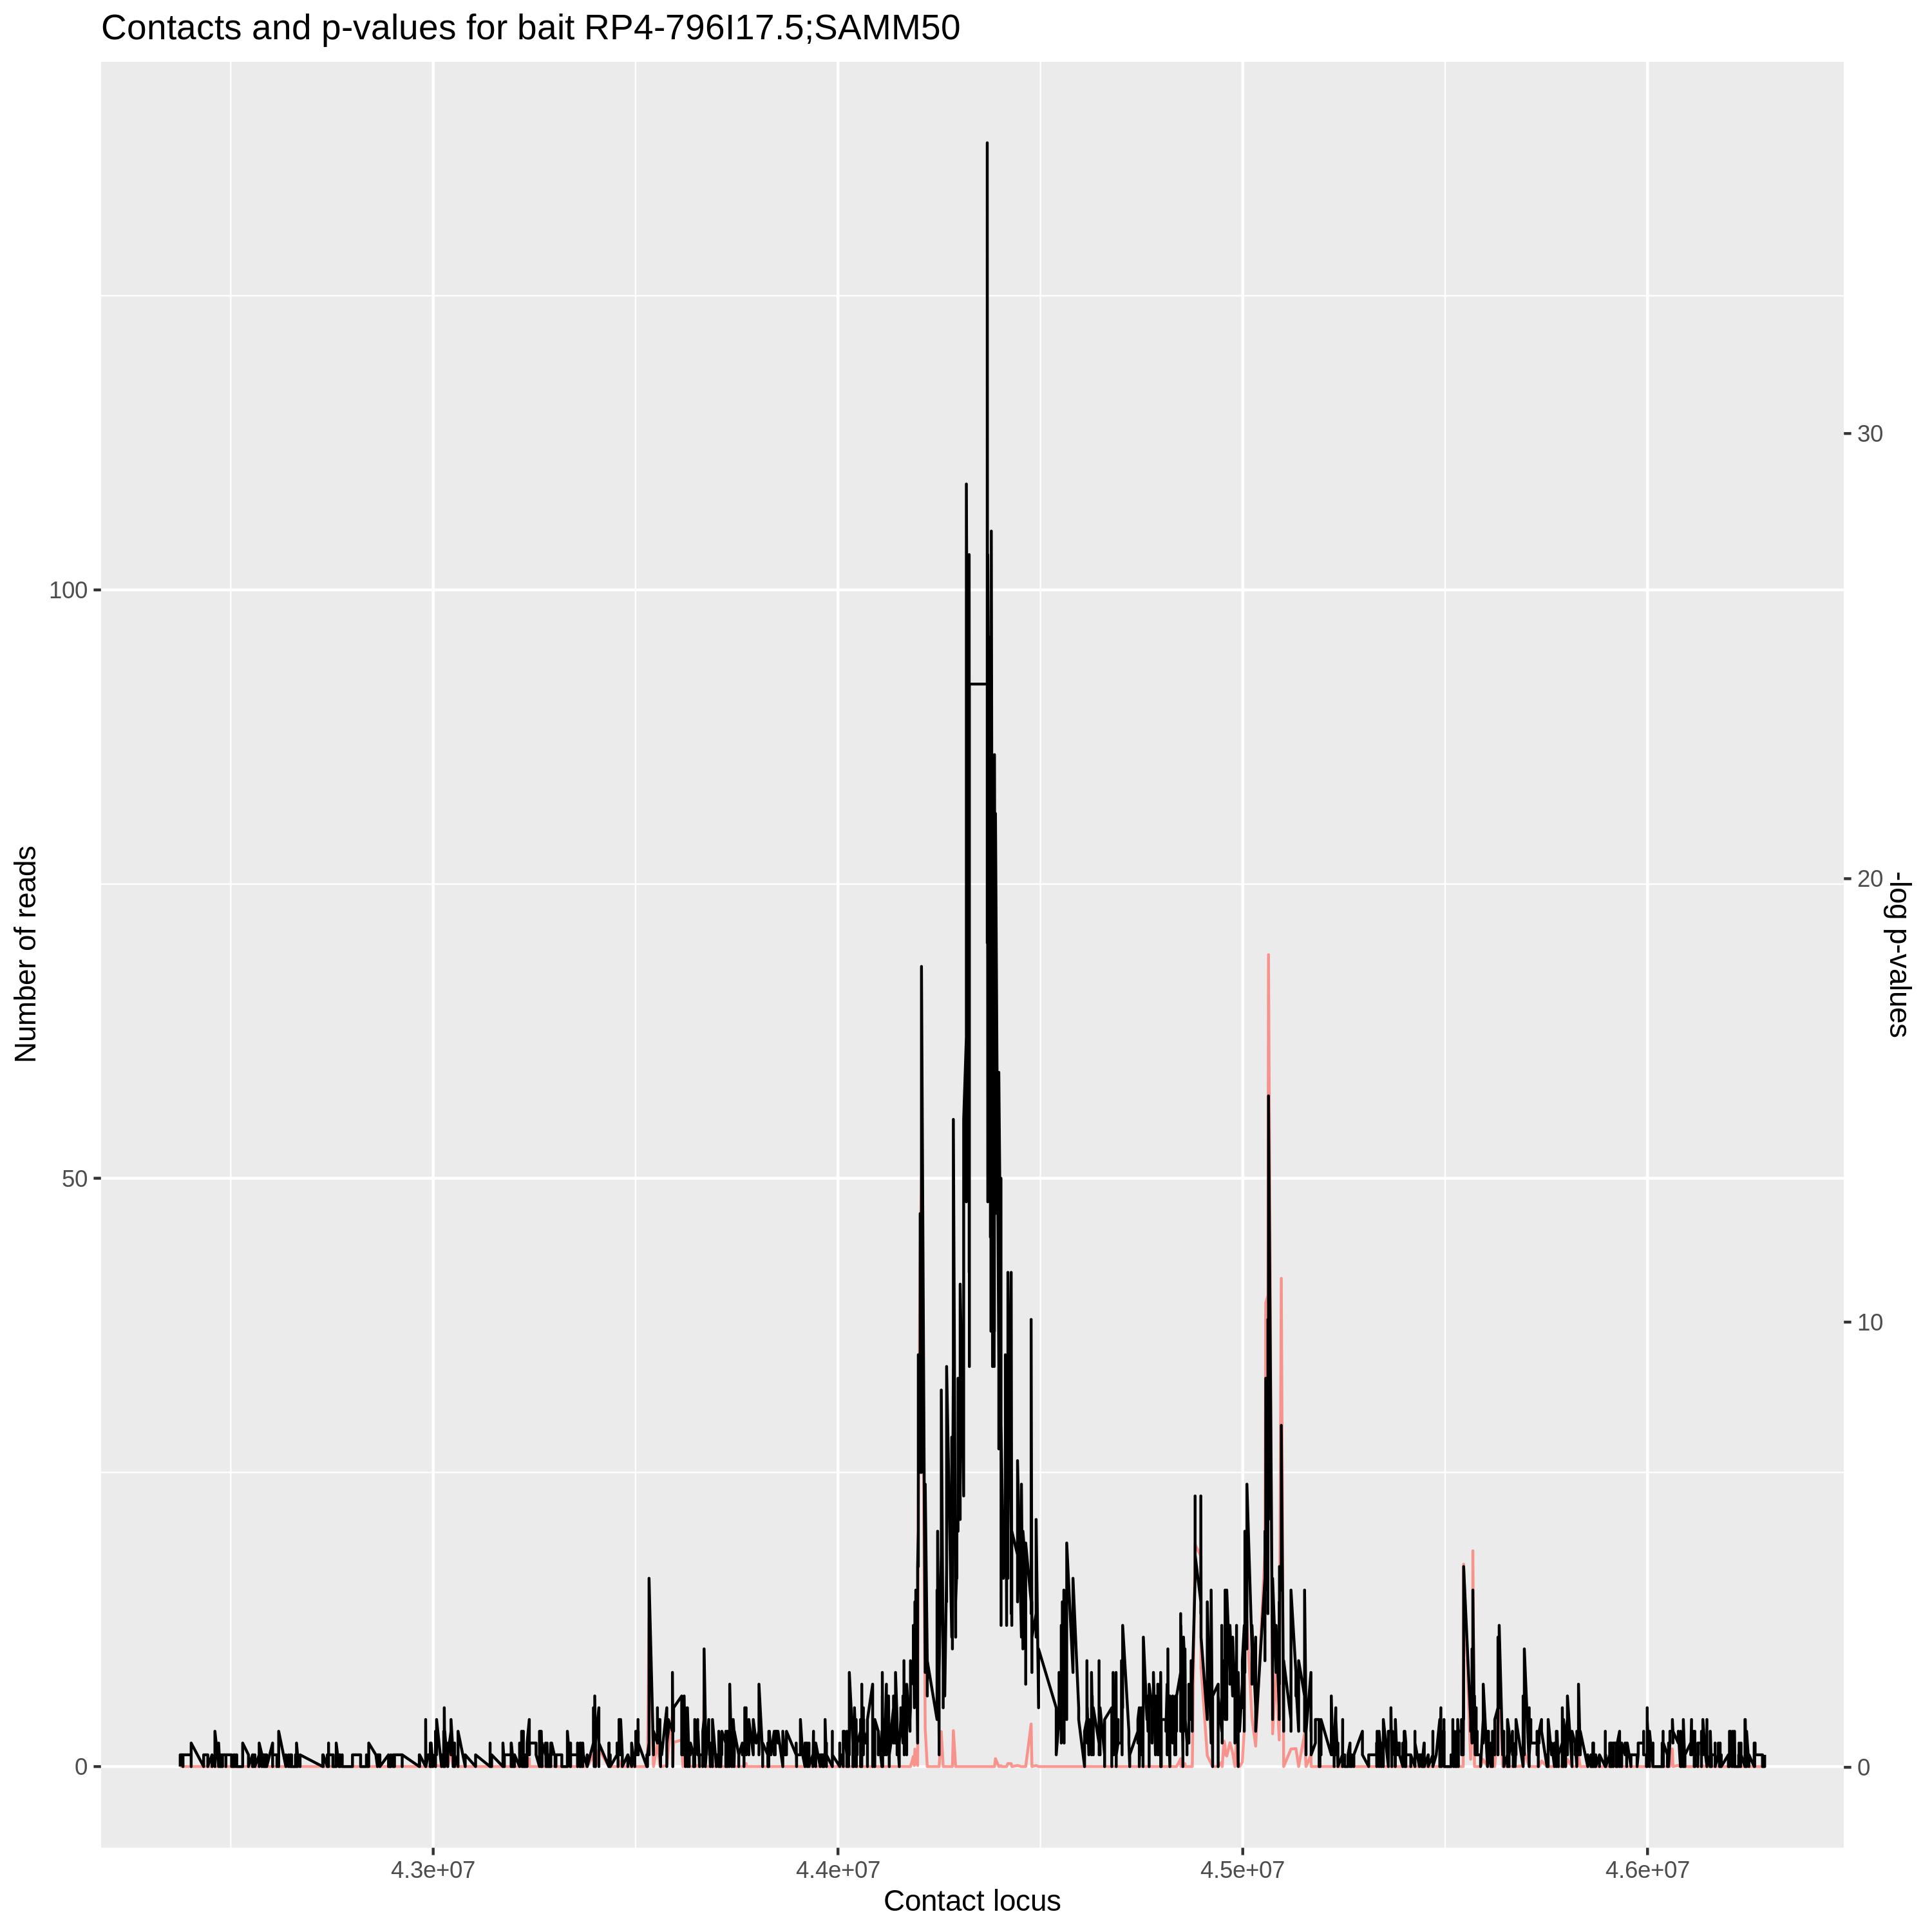 Contacts and p-values for bait RP4-796I17.5;SAMM50
Number of reads
100
50
0
30
20
10
0
-log p-values
4.3e+07
4.4e+07
4.5e+07
4.6e+07
Contact locus